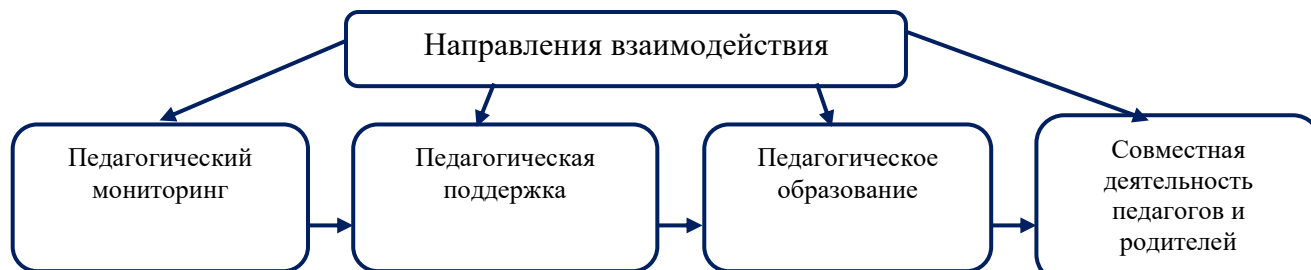 Направления взаимодействия
Педагогический
мониторинг
Педагогическая
поддержка
Педагогическое
образование
Совместная
деятельность
педагогов и
родителей